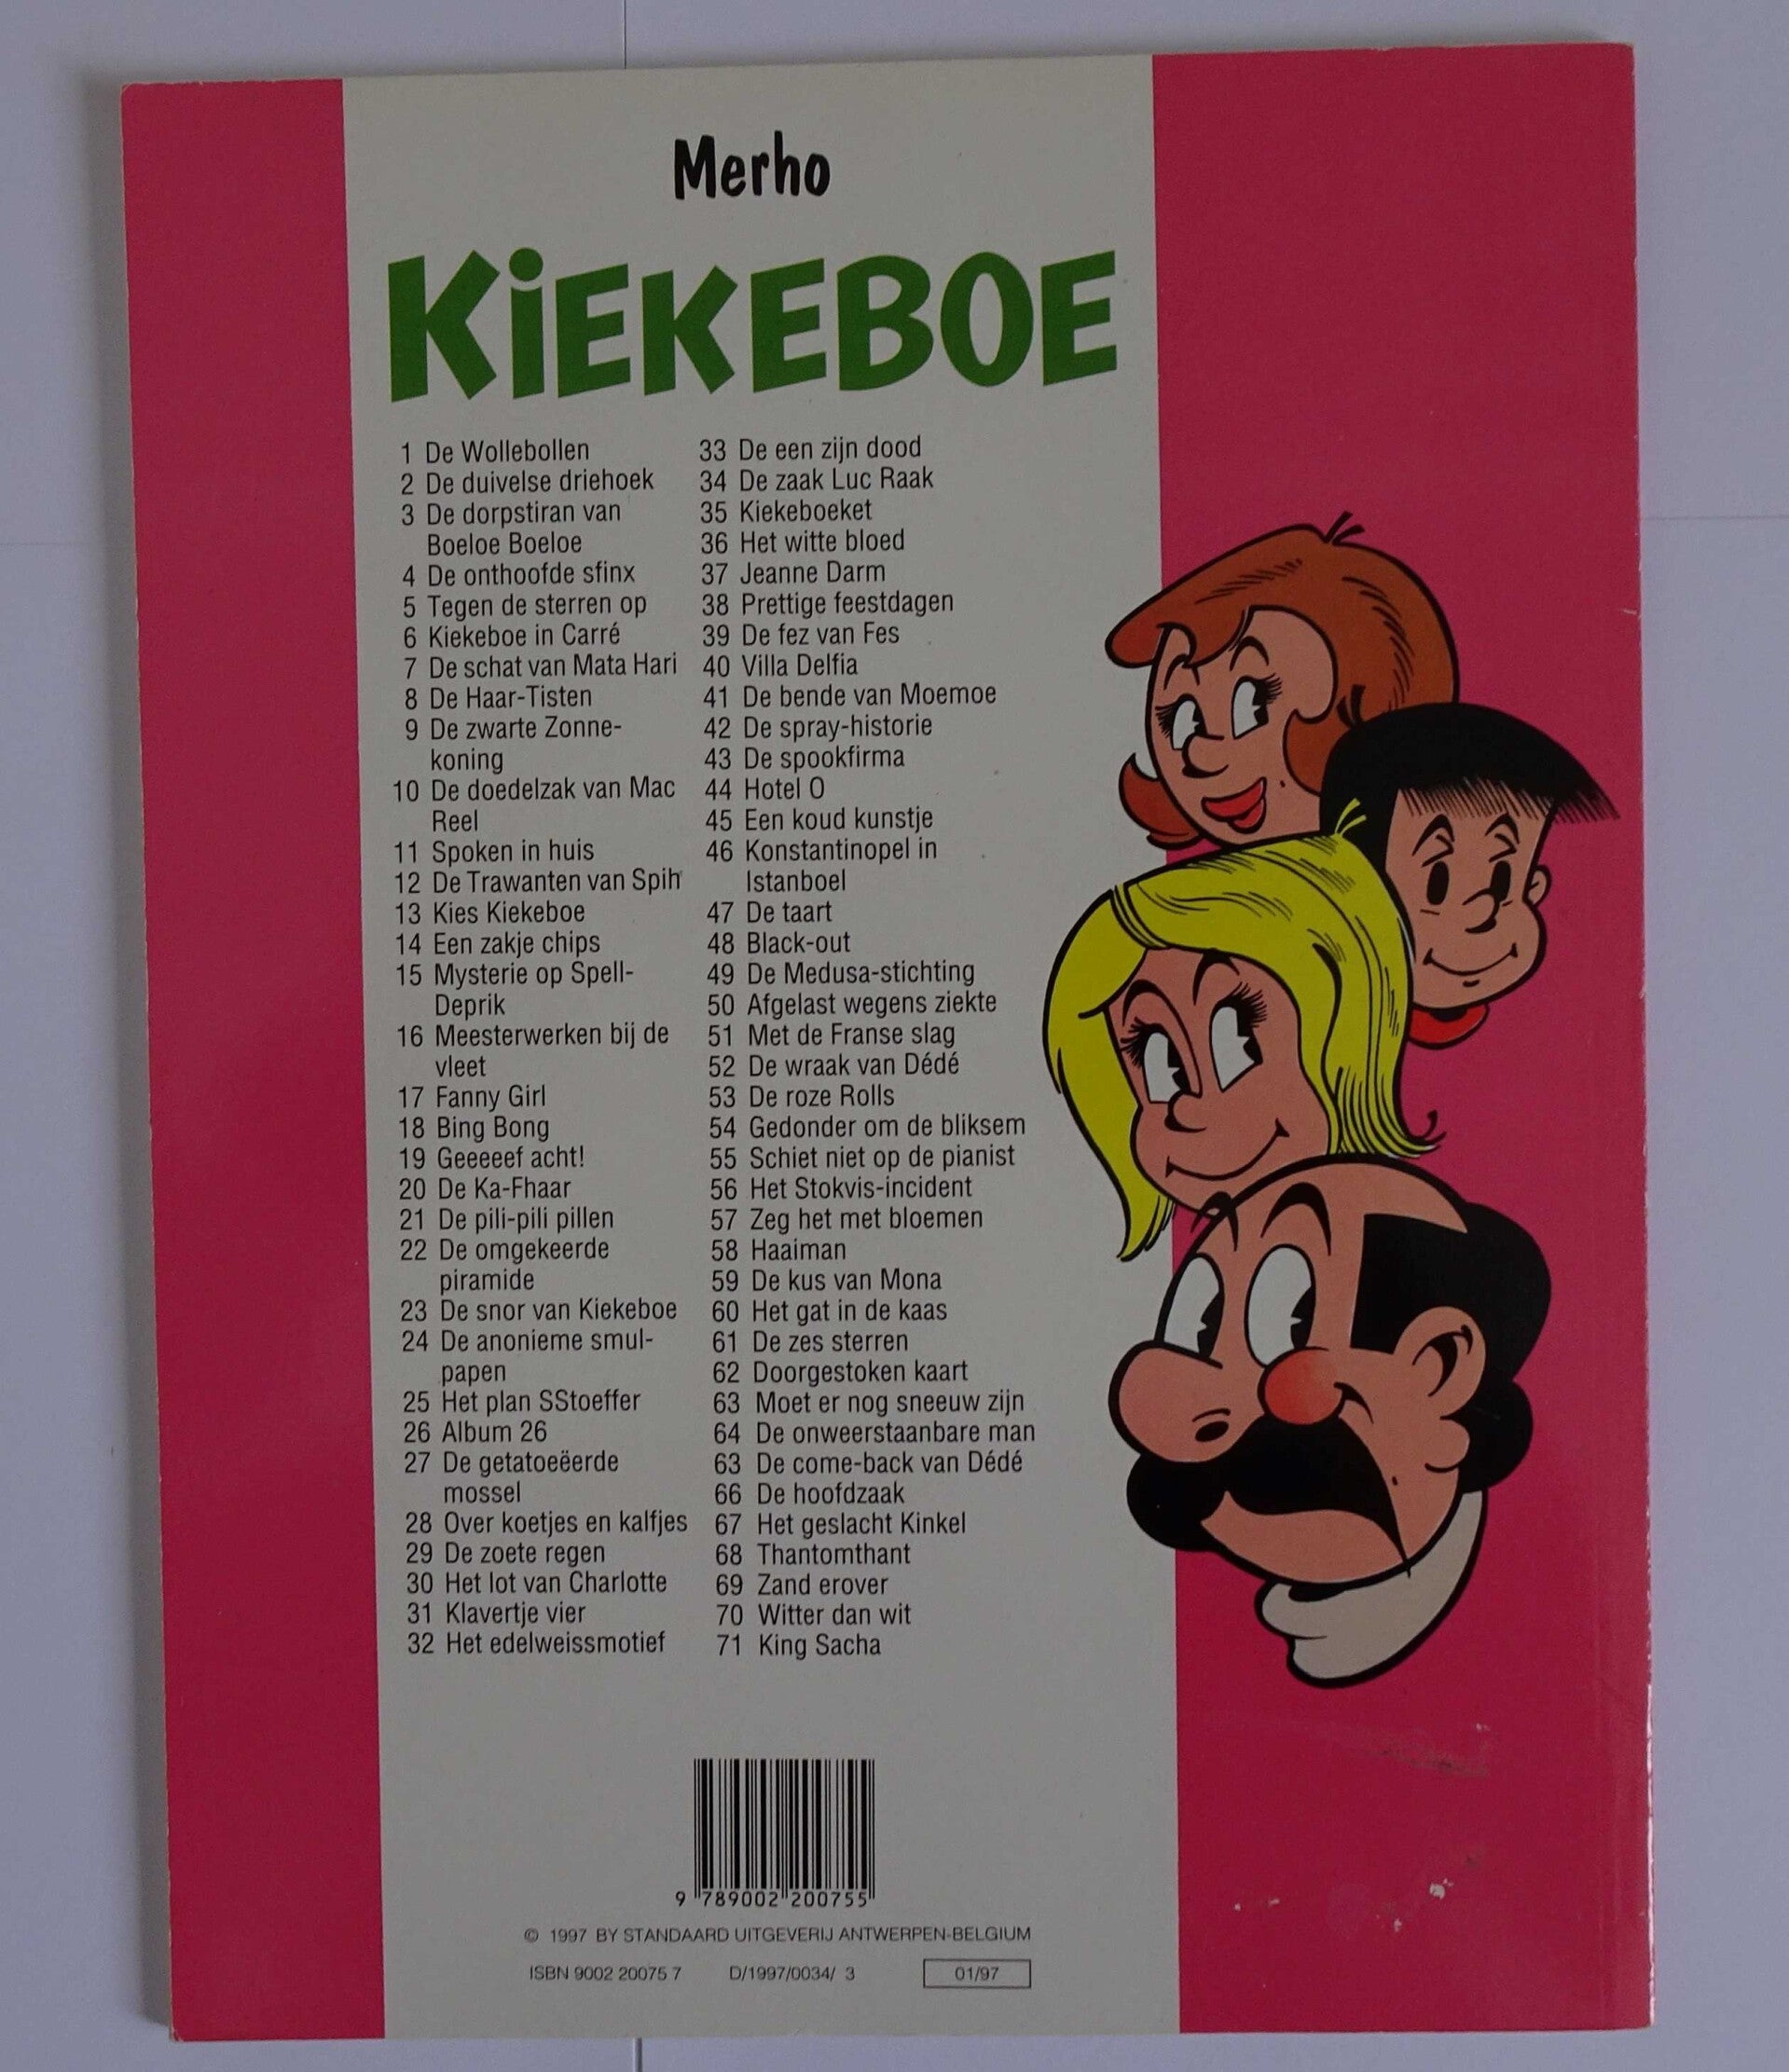 Merho
KiEKEBOE
1 De Wollebollen
2 De duivelse driehoek
3 De dorpstiran van
Boeloe Boeloe
4 De onthoofde sfinx
5 Tegen de sterren op
6 Kiekeboe in Carré
7 De schat van Mata Hari
8 De Haar-Tisten
9 De zwarte Zonne-
koning
10 De doedelzak van Mac
Reel
11 Spoken in huis
12 De Trawanten van Spih
13 Kies Kiekeboe
14 Een zakje chips
15 Mysterie op Spell-
Deprik
16 Meesterwerken bij de
vleet
17 Fanny Girl
18 Bing Bong
19 Geeeeef acht!
20 De Ka-Fhaar
21 De pili-pili pillen
22 De omgekeerde
piramide
23 De snor van Kiekeboe
24 De anonieme smul-
papen
25 Het plan SStoeffer
26 Album 26
27 De getatoeëerde
mossel
28 Over koetjes en kalfjes
29 De zoete regen
30 Het lot van Charlotte
31 Klavertje vier
32 Het edelweissmotief
33 De een zijn dood
34 De zaak Luc Raak
35 Kiekeboeket
36 Het witte bloed
37 Jeanne Darm
38 Prettige feestdagen
39 De fez van Fes
40 Villa Delfia
41 De bende van Moemoe
42 De spray-historie
43 De spookfirma
44 Hotel O
45 Een koud kunstje
46 Konstantinopel in
Istanboel
47 De taart
48 Black-out
49 De Medusa-stichting
50 Afgelast wegens ziekte
51 Met de Franse slag
52 De wraak van Dédé
53 De roze Rolls
54 Gedonder om de bliksem
55 Schiet niet op de pianist
56 Het Stokvis-incident
57 Zeg het met bloemen
58 Haaiman
59 De kus van Mona
60 Het gat in de kaas
61 De zes sterren
62 Doorgestoken kaart
63 Moet er nog sneeuw zijn
64 De onweerstaanbare man
63 De come-back van Dédé
66 De hoofdzaak
67 Het geslacht Kinkel
68 Thantomthant
69 Zand erover
70 Witter dan wit
71 King Sacha
9 789002 200755
© 1997 BY STANDAARD UITGEVERIJ ANTWERPEN-BELGIUM
ISBN 9002 20075 7 D/1997/0034/ 3 01/97